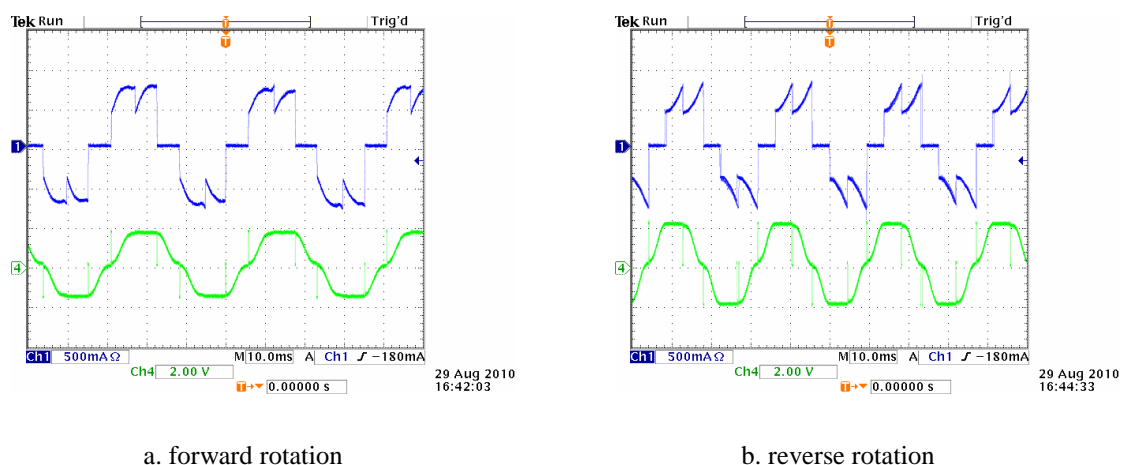 Tek Run Trig'd
T
T
1
4
Ch1 500mA Ω M 10.0ms A Ch1 ʃ −180mA
Ch4 2.00 V
T→▼ 0.00000 s
29 Aug 2010
16:42:03
a. forward rotation
Tek Run Trig'd
T
T
1
4
Ch1 500mA Ω M 10.0ms A Ch1 ʃ −180mA
Ch4 2.00 V
T→▼ 0.00000 s
29 Aug 2010
16:44:33
b. reverse rotation